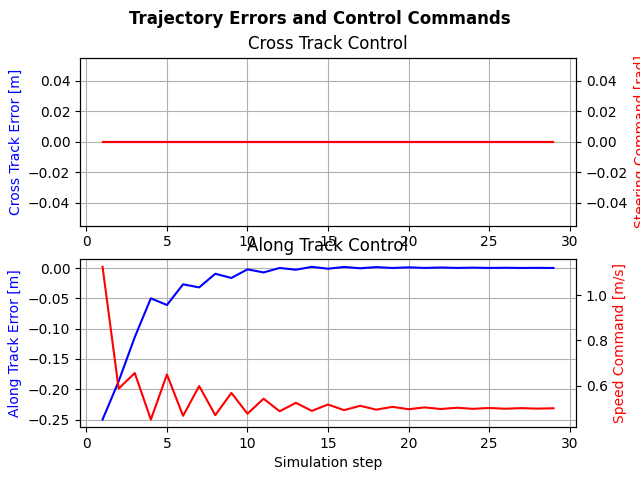 Trajectory Errors and Control Commands
Cross Track Control
Cross Track Error [m]
0.04
0.02
0.00
−0.02
−0.04
0.04
0.02
0.00
−0.02
−0.04
Steering Command [rad]
0 5 10 15 20 25 30
Along Track Control
Along Track Error [m]
0.00
−0.05
−0.10
−0.15
−0.20
−0.25
1.0
0.8
0.6
Speed Command [m/s]
0 5 10 15 20 25 30
Simulation step